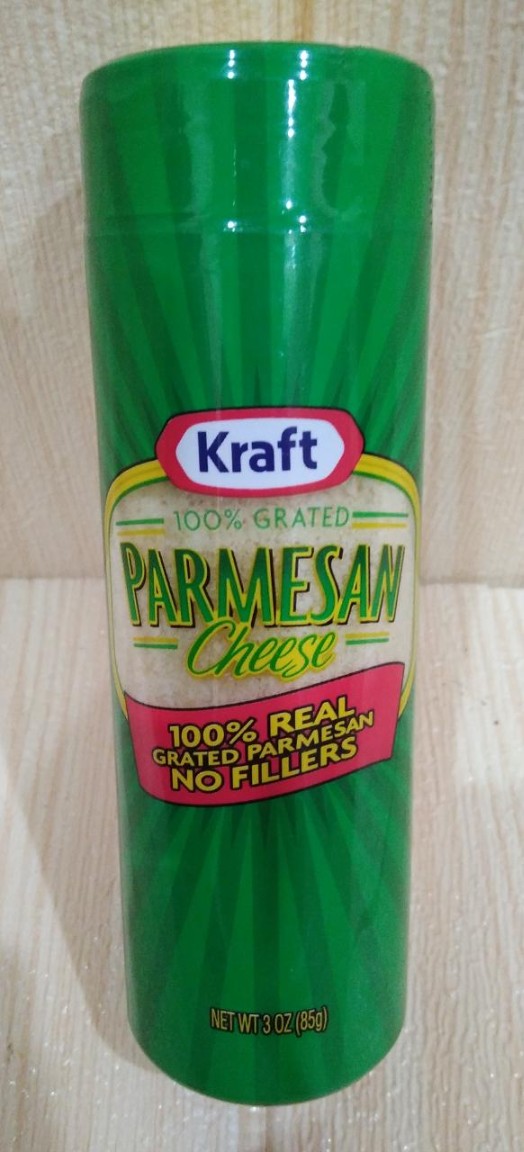 Kraft
100% GRATED
PARMESAN
Cheese
100% REAL
GRATED PARMESAN
NO FILLERS
NET WT 3 OZ (85g)